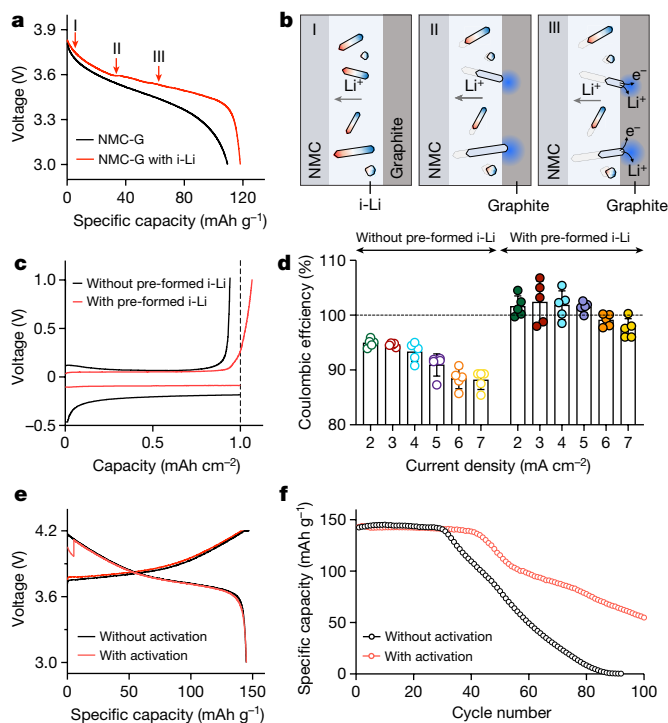 a
3.9
3.6
3.3
3.0
Voltage (V)
I
II
III
NMC-G
NMC-G with i-Li
0
40
80
120
Specific capacity (mAh g⁻¹)
b
I
II
III
Li⁺
Li⁺
Li⁺
e⁻
Li⁺
e⁻
Li⁺
NMC
Graphite
NMC
NMC
i-Li
Graphite
Graphite
c
Without pre-formed i-Li
With pre-formed i-Li
1.0
0.5
0
−0.5
Voltage (V)
0
0.5
1.0
Capacity (mAh cm⁻²)
d
Without pre-formed i-Li
With pre-formed i-Li
110
100
90
80
Coulombic effciency (%)
2 3 4 5 6 7 2 3 4 5 6 7
Current density (mA cm⁻²)
e
4.2
3.6
3.0
Voltage (V)
Without activation
With activation
0
50
100
150
Specific capacity (mAh g⁻¹)
f
200
150
100
50
0
Specific capacity (mAh g⁻¹)
Without activation
With activation
0
20
40
60
80
100
Cycle number